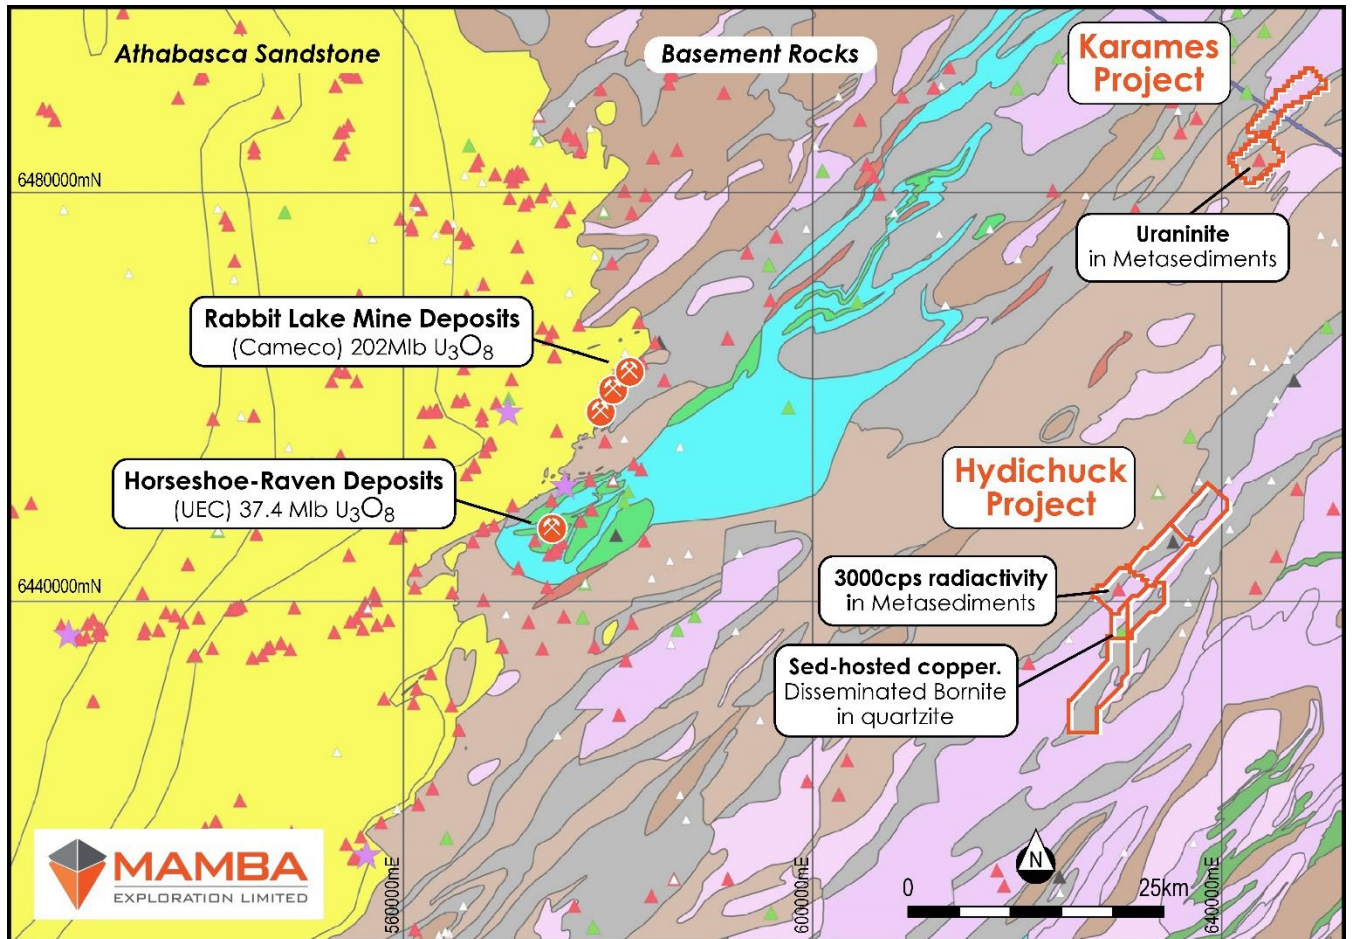 Athabasca Sandstone
Basement Rocks
Karames
Project
6480000mN
Uraninite
in Metasediments
Rabbit Lake Mine Deposits
(Cameco) 202Mlb U₃O₈
Horseshoe-Raven Deposits
(UEC) 37.4 Mlb U₃O₈
Hydichuck
Project
6440000mN
3000cps radiactivity
in Metasediments
Sed-hosted copper.
Disseminated Bornite
in quartzite
MAMBA
EXPLORATION LIMITED
560000mE
600000mE
640000mE
N
0
25km